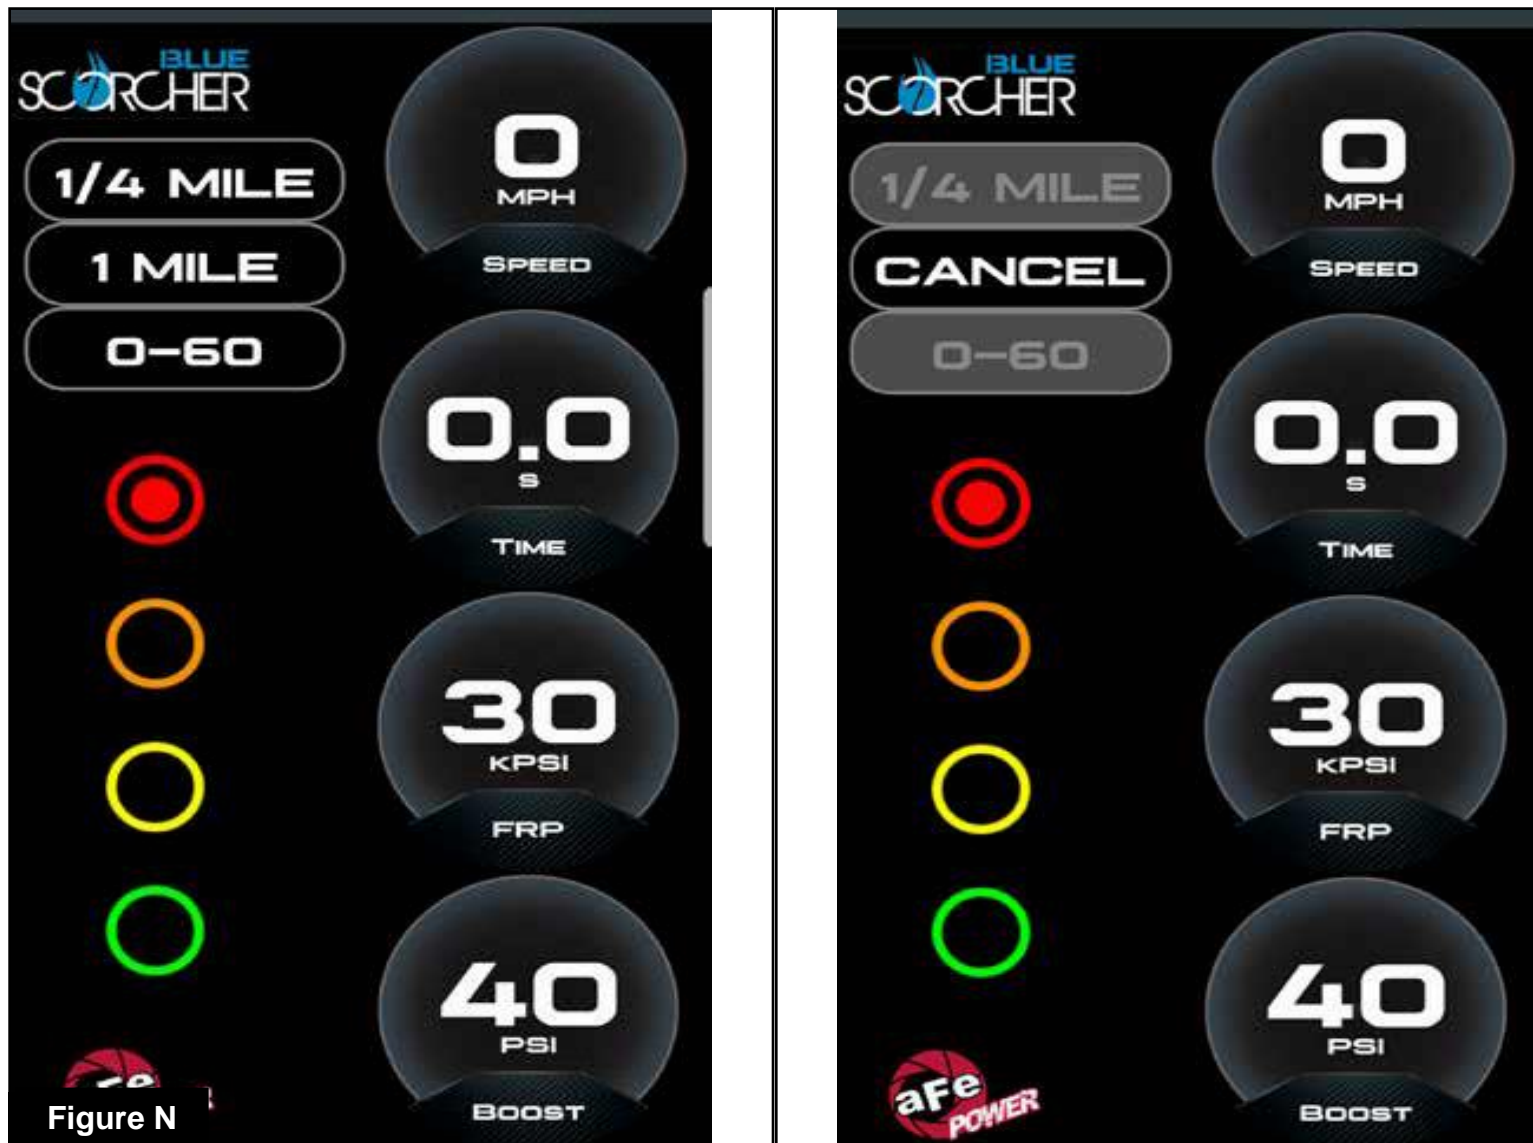 BLUE
SCORCHER
1/4 MILE
1 MILE
0-60
0
MPH
SPEED
0.0
S
TIME
30
KPSI
FRP
40
PSI
BOOST
aFe
Figure N
BLUE
SCORCHER
1/4 MILE
CANCEL
0-60
0
MPH
SPEED
0.0
S
TIME
30
KPSI
FRP
40
PSI
BOOST
aFe
POWER